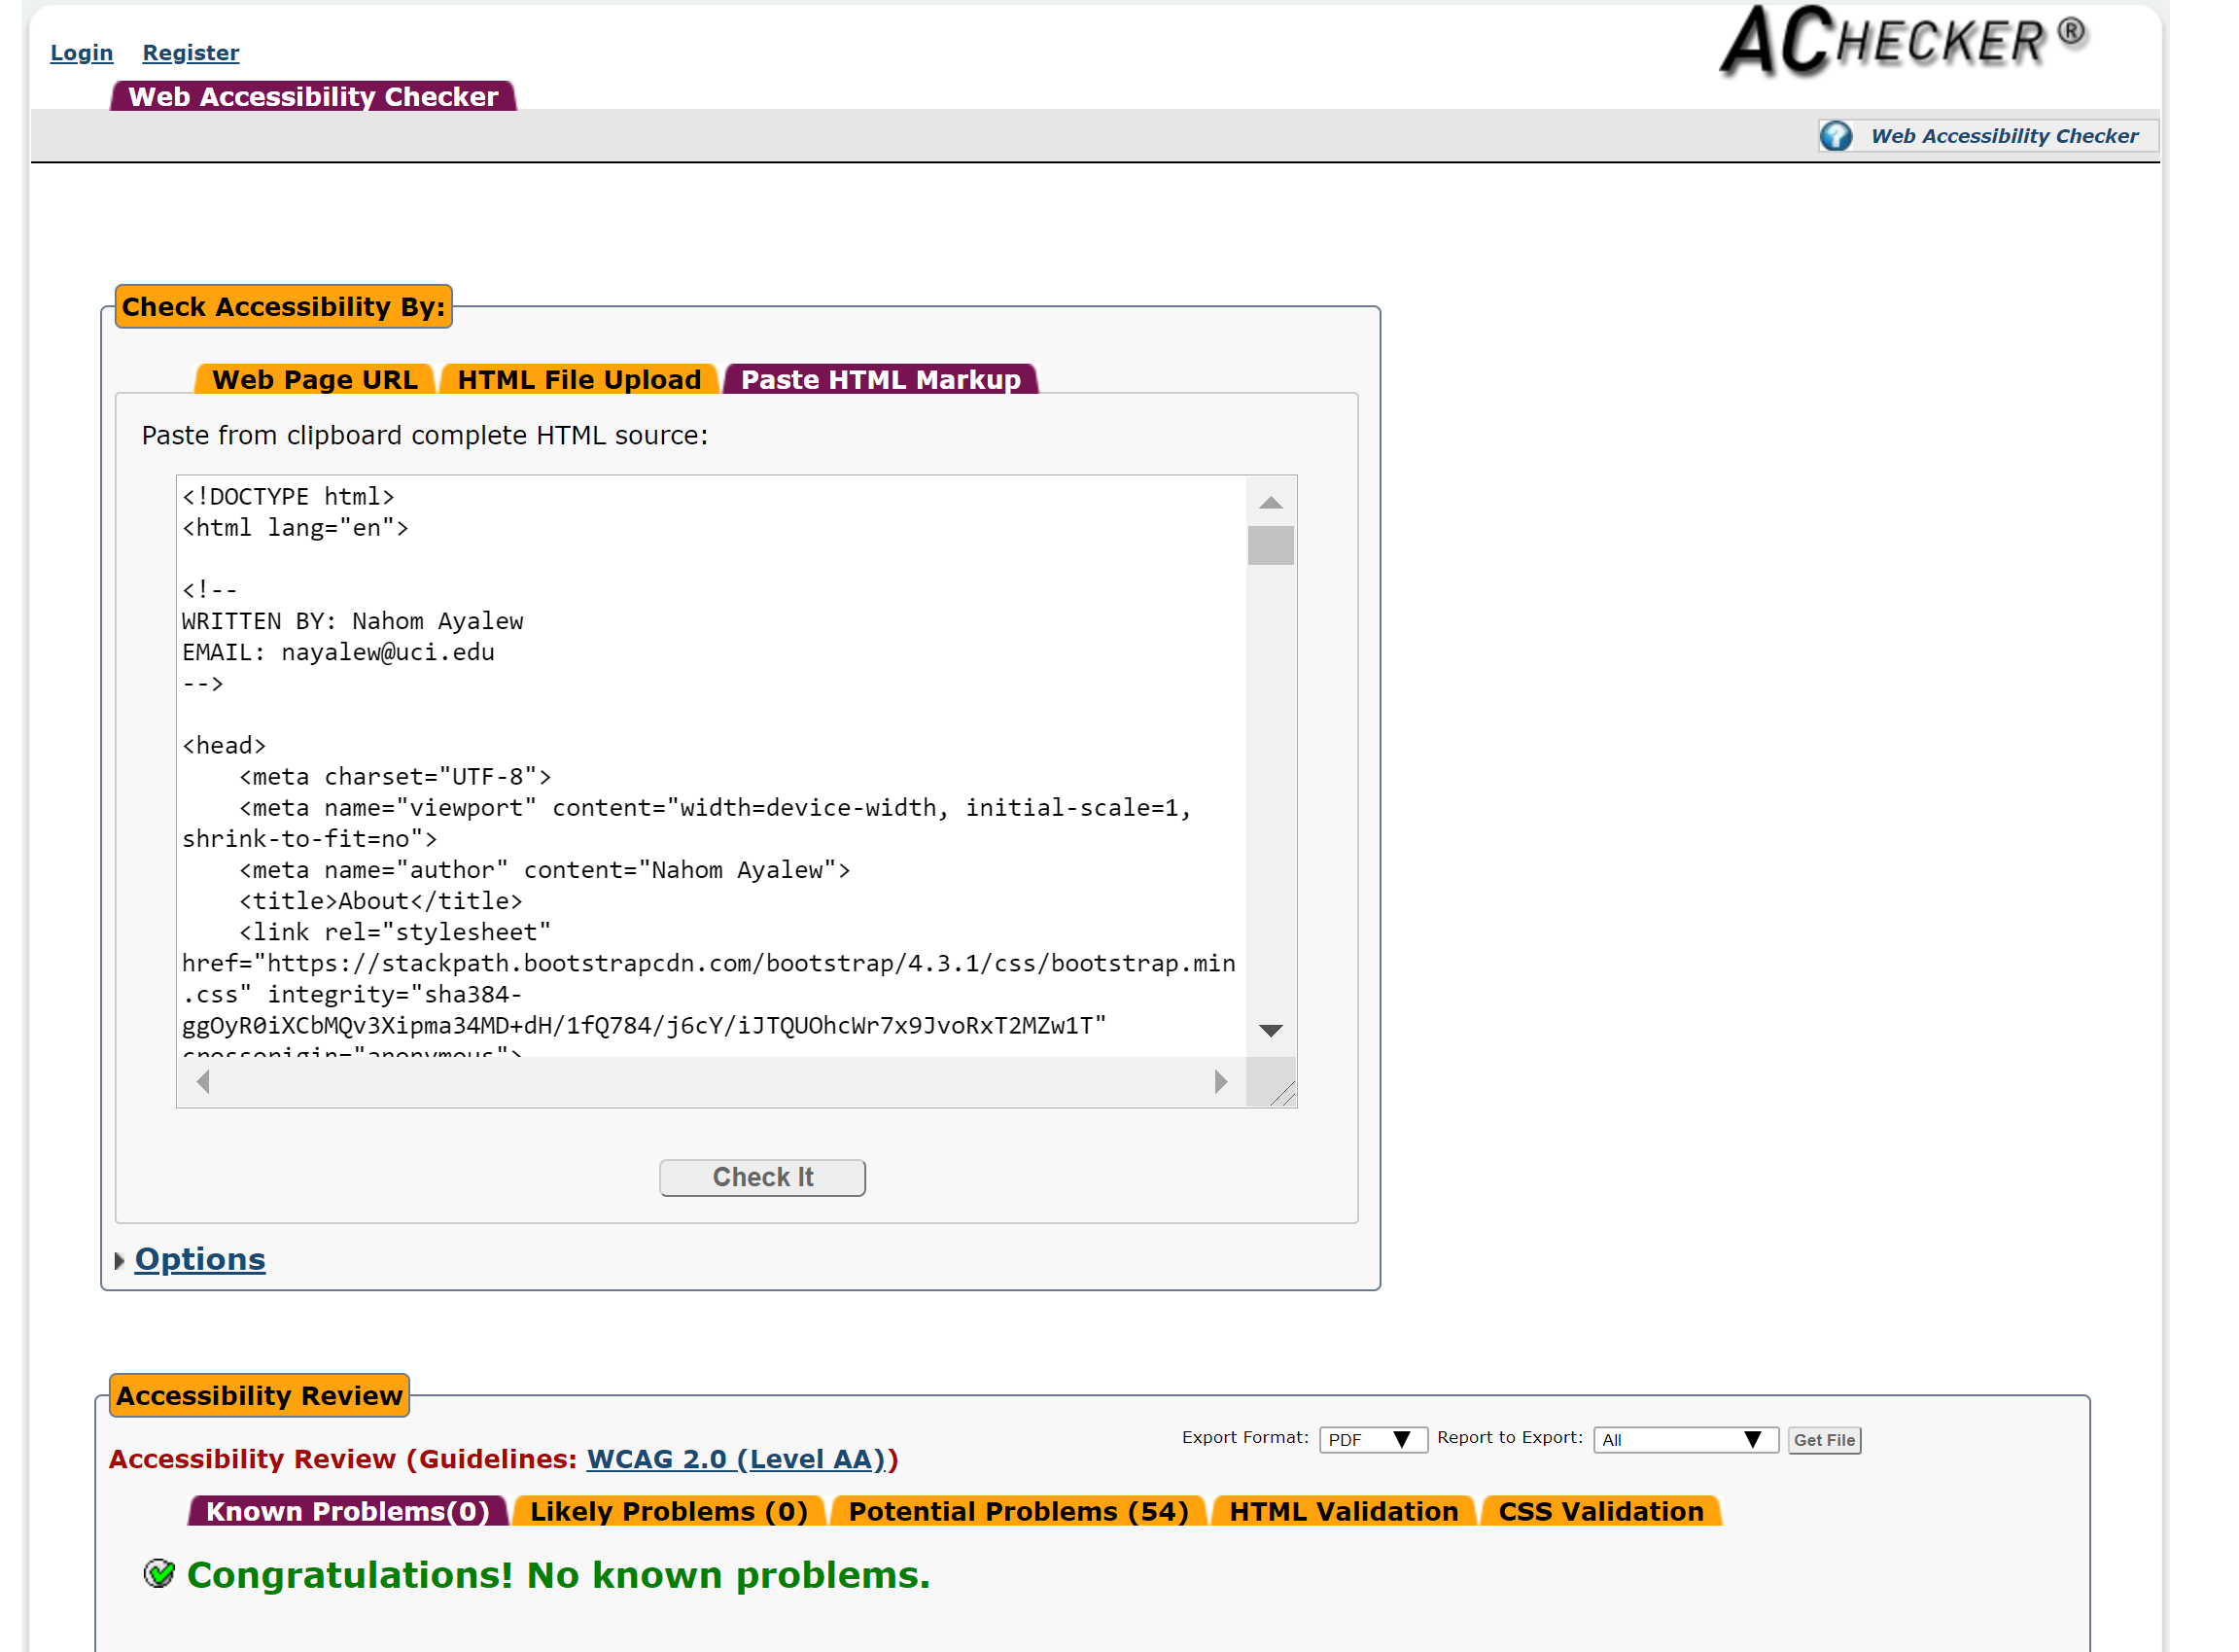 Login Register
ACHECKER ®
Web Accessibility Checker
Web Accessibility Checker
Check Accessibility By:
Web Page URL HTML File Upload Paste HTML Markup
Paste from clipboard complete HTML source:
<!DOCTYPE html>
<html lang="en">
<!--
WRITTEN BY: Nahom Ayalew
EMAIL: nayalew@uci.edu
-->
<head>
<meta charset="UTF-8">
<meta name="viewport" content="width=device-width, initial-scale=1,
shrink-to-fit=no">
<meta name="author" content="Nahom Ayalew">
<title>About</title>
<link rel="stylesheet"
href="https://stackpath.bootstrapcdn.com/bootstrap/4.3.1/css/bootstrap.min
.css" integrity="sha384-
ggOyR0iXCbMQv3Xipma34MD+dH/1fQ784/j6cY/iJTQUOhcWr7x9JvoRxT2MZw1T"
crossorigin="anonymous">
Check It
Options
Accessibility Review
Export Format: PDF Report to Export: All Get File
Accessibility Review (Guidelines: WCAG 2.0 (Level AA))
Known Problems(0) Likely Problems (0) Potential Problems (54) HTML Validation CSS Validation
Congratulations! No known problems.